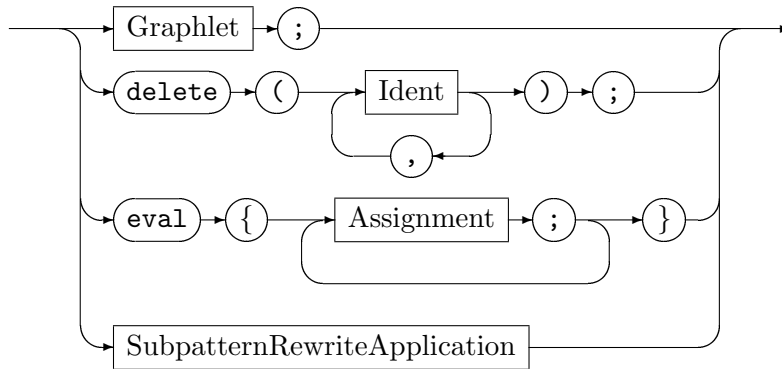 Graphlet ;
delete ( Ident ) ;
,
eval { Assignment ; }
SubpatternRewriteApplication